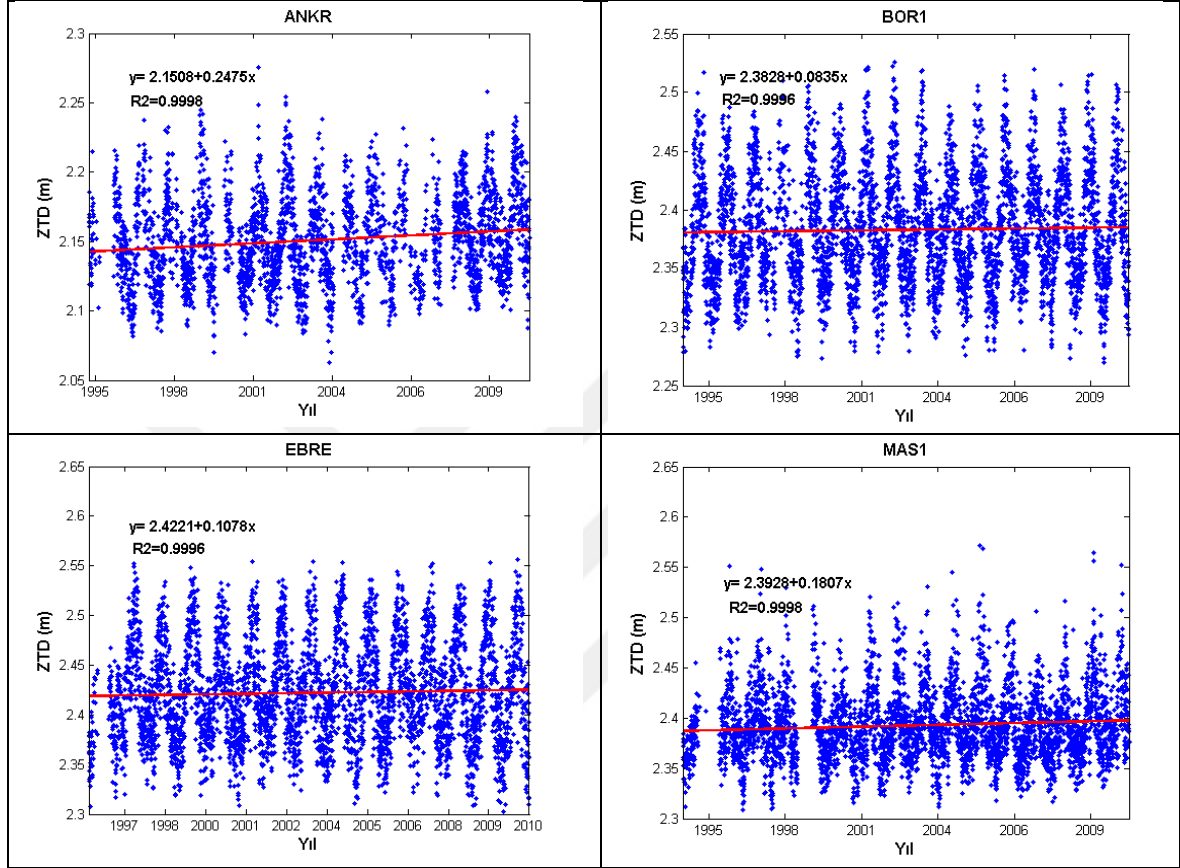 ANKR
2.3
2.25
2.2
2.15
2.1
2.05
ZTD (m)
y= 2.1508+0.2475x
R2=0.9998
1995 1998 2001 2004 2006 2009
Yıl
BOR1
2.55
2.5
2.45
2.4
2.35
2.3
2.25
ZTD (m)
y= 2.3828+0.0835x
R2=0.9996
1995 1998 2001 2004 2006 2009
Yıl
EBRE
2.65
2.6
2.55
2.5
2.45
2.4
2.35
2.3
ZTD (m)
y= 2.4221+0.1078x
R2=0.9996
1997 1998 2000 2001 2002 2004 2005 2006 2008 2009 2010
Yıl
MAS1
2.65
2.6
2.55
2.5
2.45
2.4
2.35
2.3
ZTD (m)
y= 2.3928+0.1807x
R2=0.9998
1995 1998 2001 2004 2006 2009
Yıl